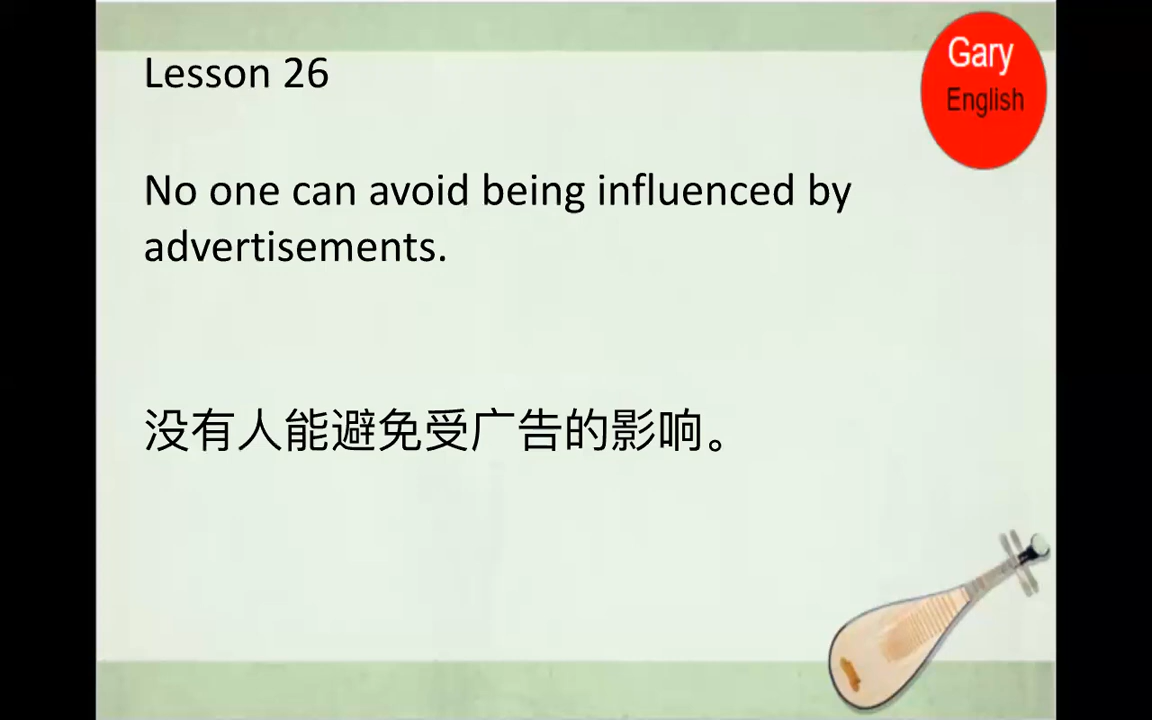 Lesson 26
Gary
English
No one can avoid being influenced by
advertisements.
没有人能避免受广告的影响。